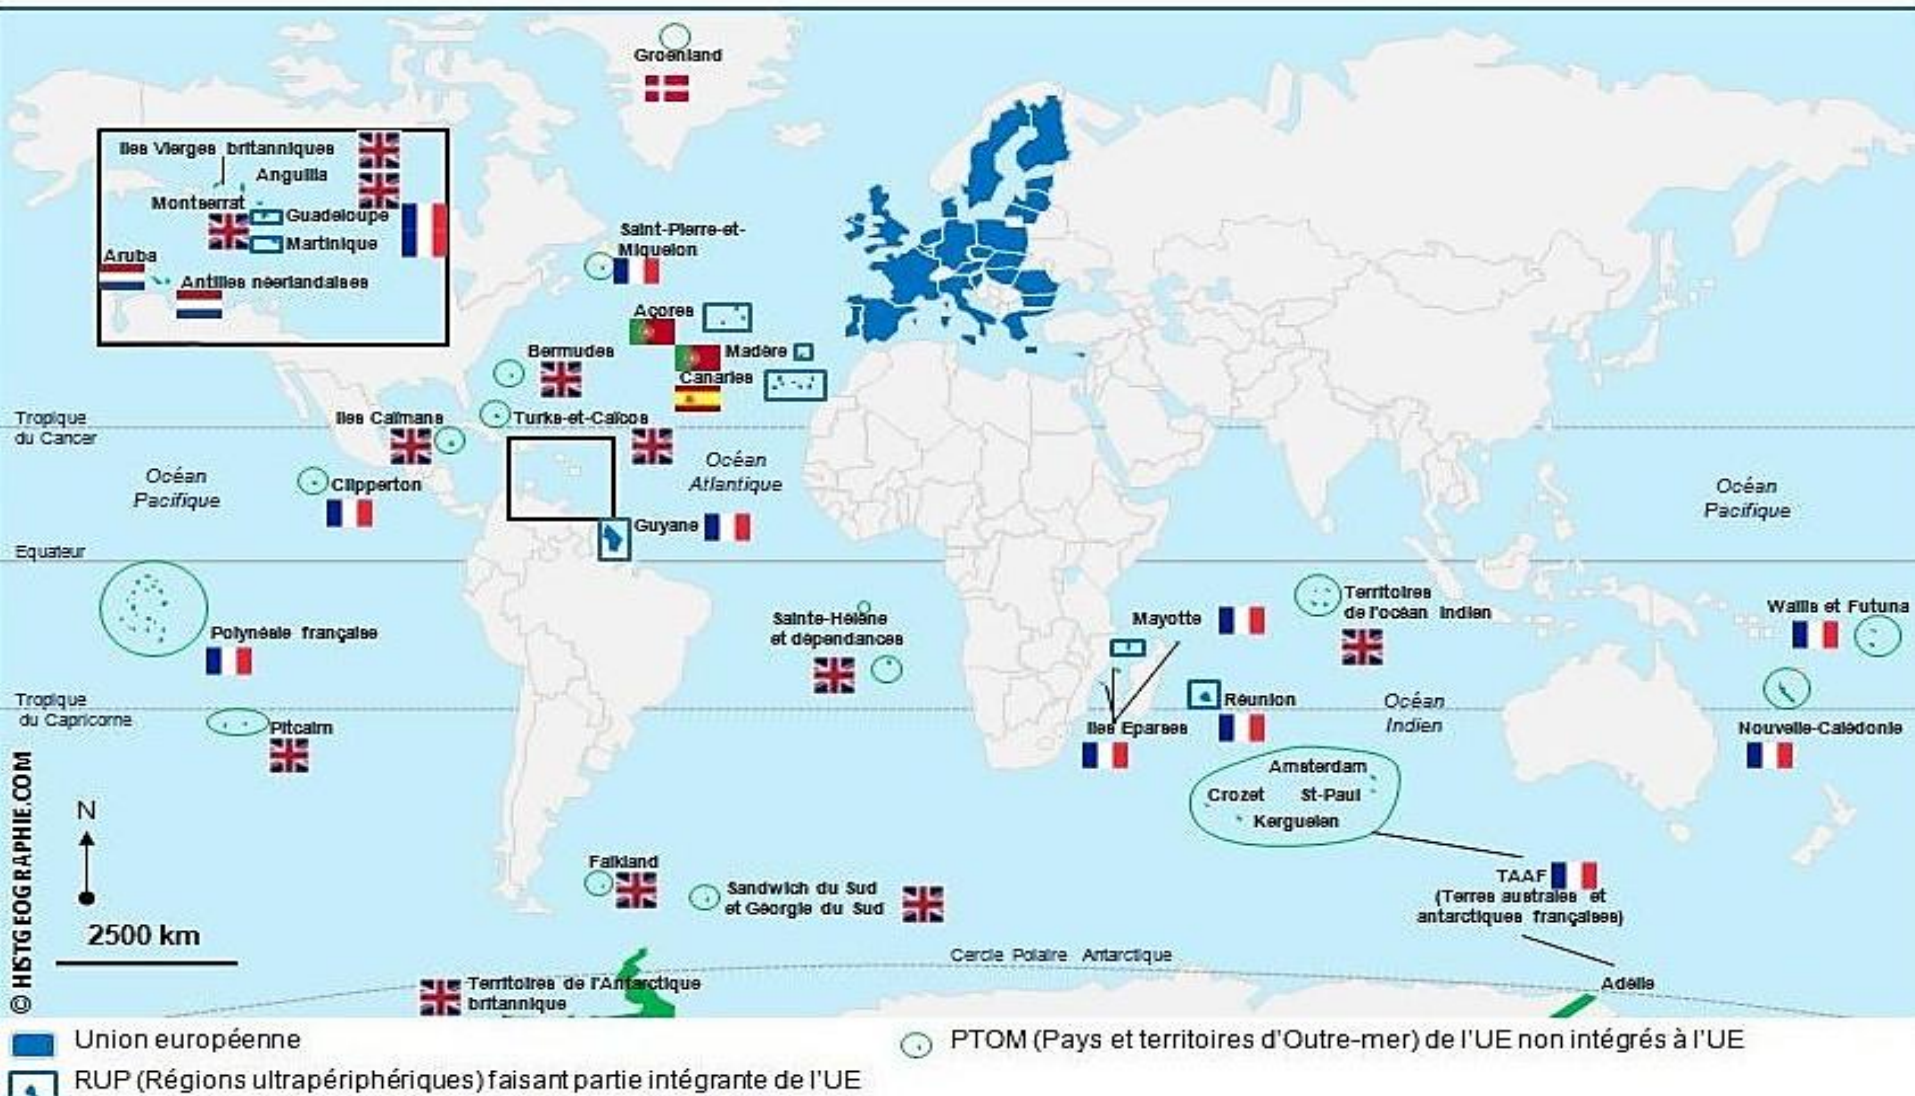 Groenland
Iles Vierges britanniques
Anguilla
Montserrat
Guadeloupe
Martinique
Aruba
Antilles néerlandaises
Saint-Pierre-et-
Miquelon
Açores
Madère
Canaries
Bermudes
Turks-et-Caïcos
Iles Caïmans
Tropique
du Cancer
Océan
Pacifique
Clipperton
Océan
Atlantique
Guyane
Océan
Pacifique
Equateur
Polynésie française
Sainte-Hélène
et dépendances
Mayotte
Territoires
de l'océan Indien
Wallis et Futuna
Tropique
du Capricorne
Pitcairn
Iles Eparses
Réunion
Océan
Indien
Nouvelle-Calédonie
Amsterdam
Crozet
St-Paul
Kerguelen
N
2500 km
Falkland
Sandwich du Sud
et Géorgie du Sud
TAAF
(Terres australes et
antarctiques françaises)
Cercle Polaire Antarctique
Territoires de l'Antarctique
britannique
Adélie
© HISTGEOGRAPHIE.COM
Union européenne
PTOM (Pays et territoires d'Outre-mer) de l'UE non intégrés à l'UE
RUP (Régions ultrapériphériques) faisant partie intégrante de l'UE